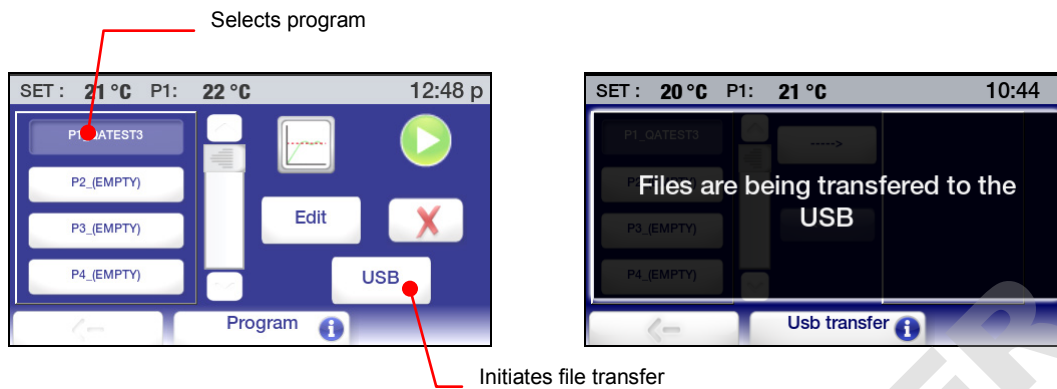 Selects program
SET : 21 °C P1: 22 °C 12:48 p
P1_QATEST3
P2_(EMPTY)
P3_(EMPTY)
P4_(EMPTY)
Edit
X
USB
<--
Program i
Initiates file transfer
SET : 20 °C P1: 21 °C 10:44
P1_QATEST3
----->
Files are being transfered to the
USB
P3_(EMPTY)
P4_(EMPTY)
<--
Usb transfer i